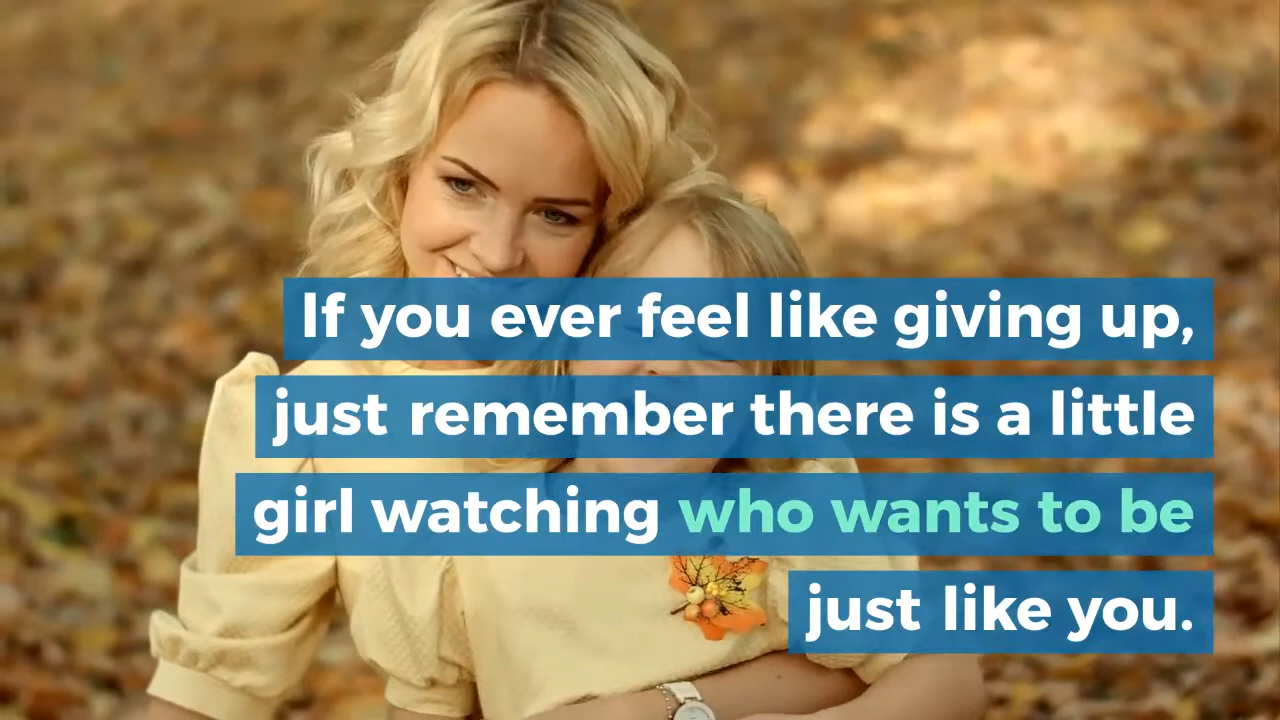 If you ever feel like giving up,
just remember there is a little
girl watching who wants to be
just like you.